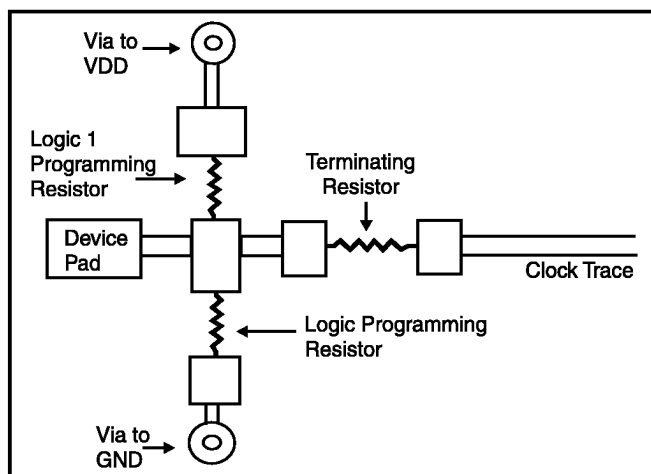 Via to
VDD
Logic 1
Programming
Resistor
Terminating
Resistor
Device
Pad
Clock Trace
Logic Programming
Resistor
Via to
GND